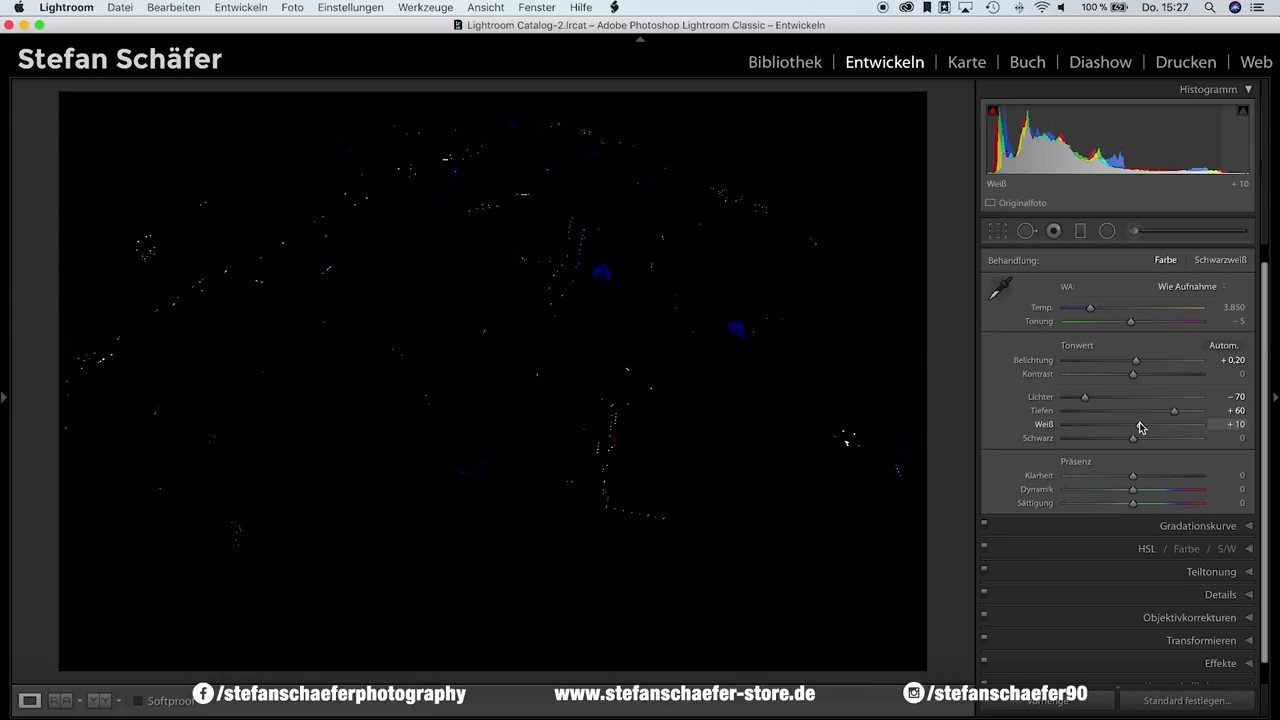 Lightroom Datei Bearbeiten Entwickeln Foto Einstellungen Werkzeuge Ansicht Fenster Hilfe 100 % Do. 15:27
Lightroom Catalog-2.lrcat – Adobe Photoshop Lightroom Classic – Entwickeln
Stefan Schäfer
Bibliothek | Entwickeln | Karte | Buch | Diashow | Drucken | Web
Histogramm
Weiß + 10
Originalfoto
Behandlung: Farbe Schwarzweiß
WA: Wie Aufnahme
Temp. 3.850
Tonung – 5
Tonwert Autom.
Belichtung + 0,20
Kontrast 0
Lichter – 70
Tiefen + 60
Weiß + 10
Schwarz 0
Präsenz
Klarheit 0
Dynamik 0
Sättigung 0
Gradationskurve
HSL / Farbe / S/W
Teiltonung
Details
Objektivkorrekturen
Transformieren
Effekte
Softproof
/stefanschaeferphotography www.stefanschaefer-store.de /stefanschaefer90
Vorherige Standard festlegen...